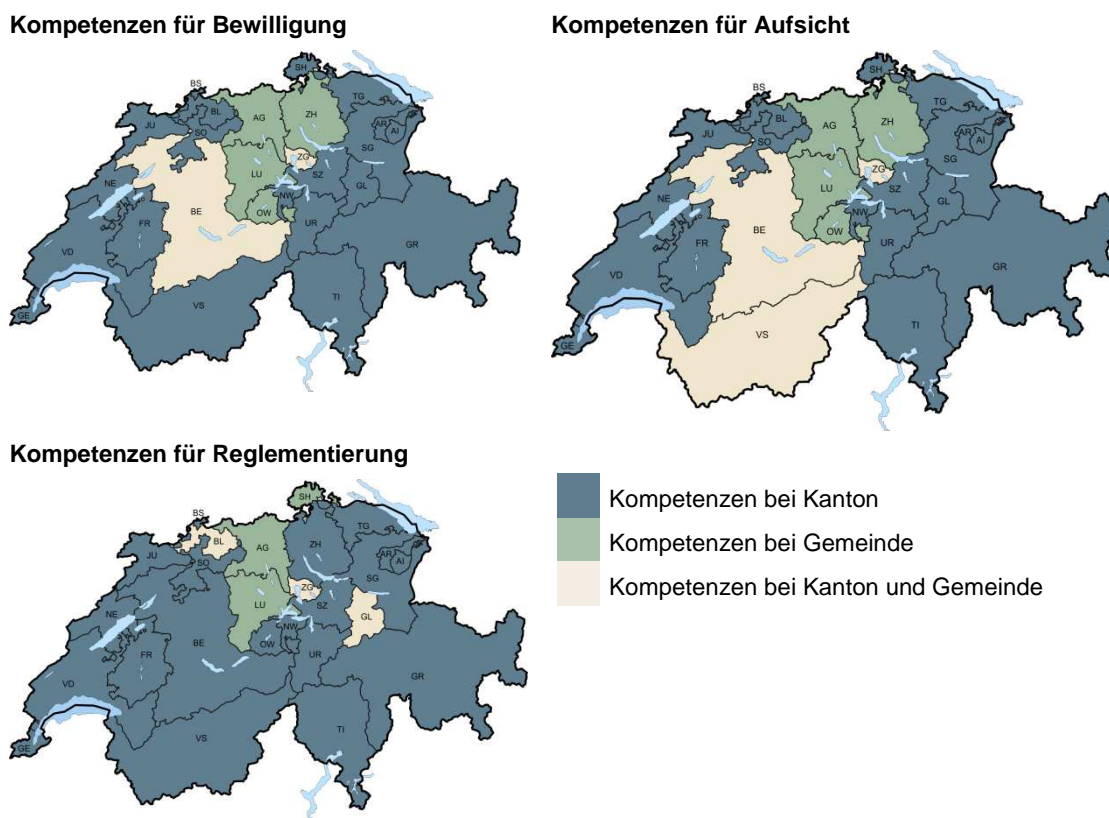 Kompetenzen für Bewilligung
SH
BS
BL
TG
JU
AG
ZH
SO
AR
AI
SG
ZG
LU
SZ
NE
GL
NW
OW
BE
FR
UR
GR
VD
VS
TI
GE
Kompetenzen für Aufsicht
SH
BS
BL
TG
JU
AG
ZH
SO
AR
AI
SG
ZG
LU
SZ
NE
GL
NW
OW
BE
FR
UR
GR
VD
VS
TI
GE
Kompetenzen für Reglementierung
SH
BS
BL
TG
JU
AG
ZH
SO
AR
AI
SG
ZG
LU
SZ
NE
GL
NW
OW
BE
FR
UR
GR
VD
VS
TI
GE
Kompetenzen bei Kanton
Kompetenzen bei Gemeinde
Kompetenzen bei Kanton und Gemeinde